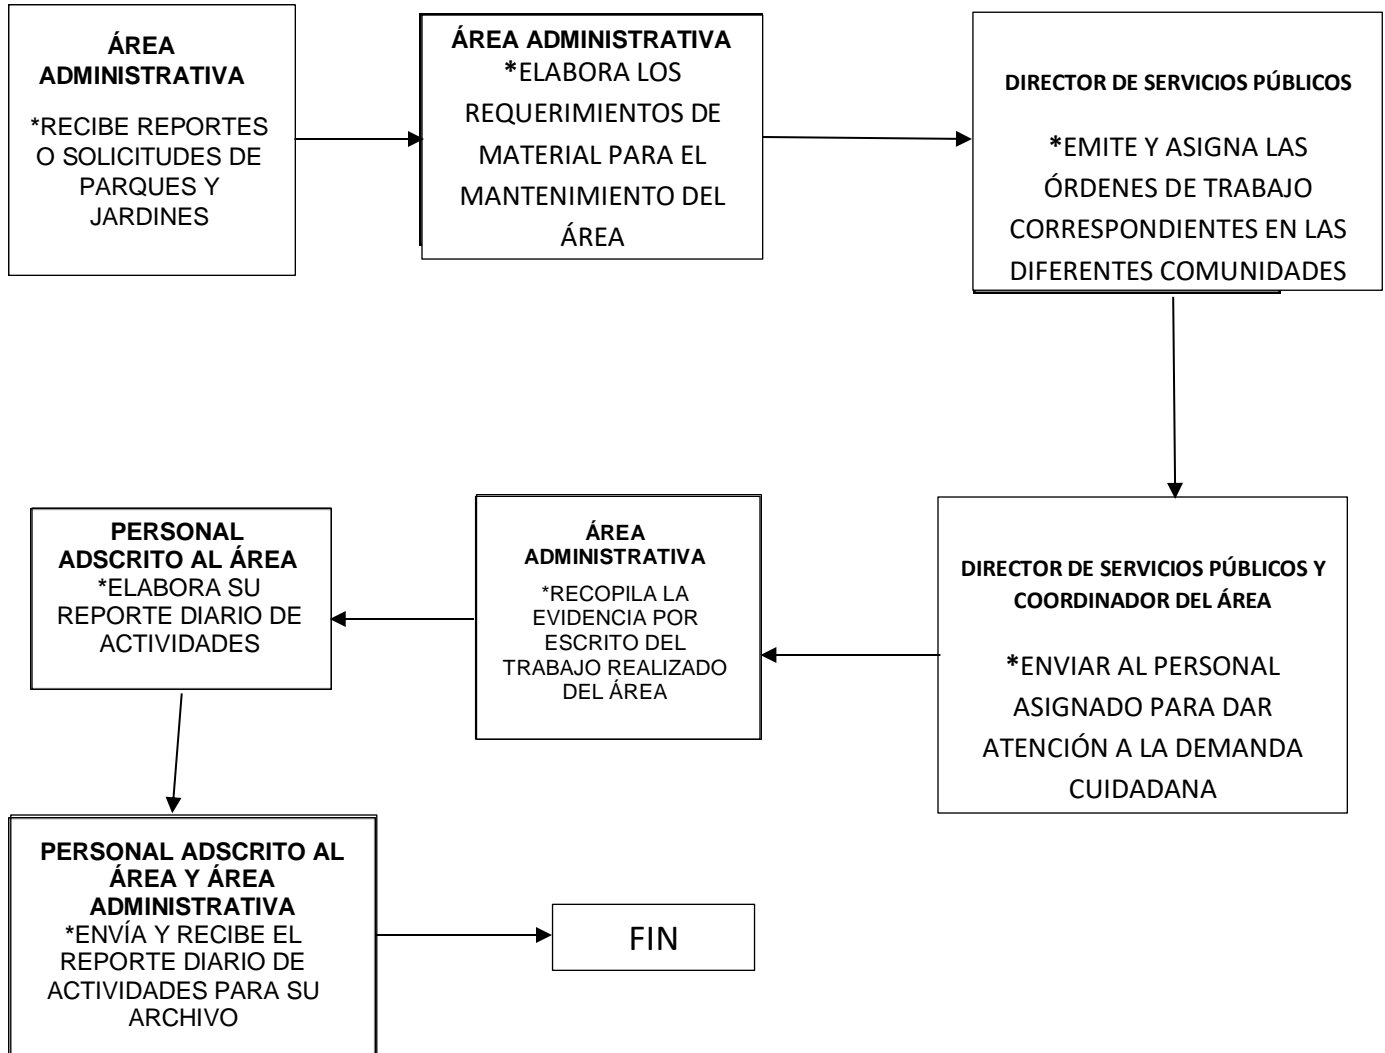 ÁREA
ADMINISTRATIVA
*RECIBE REPORTES
O SOLICITUDES DE
PARQUES Y
JARDINES
ÁREA ADMINISTRATIVA
*ELABORA LOS
REQUERIMIENTOS DE
MATERIAL PARA EL
MANTENIMIENTO DEL
ÁREA
DIRECTOR DE SERVICIOS PÚBLICOS
*EMITE Y ASIGNA LAS
ÓRDENES DE TRABAJO
CORRESPONDIENTES EN LAS
DIFERENTES COMUNIDADES
DIRECTOR DE SERVICIOS PÚBLICOS Y
COORDINADOR DEL ÁREA
*ENVIAR AL PERSONAL
ASIGNADO PARA DAR
ATENCIÓN A LA DEMANDA
CUIDADANA
ÁREA
ADMINISTRATIVA
*RECOPILA LA
EVIDENCIA POR
ESCRITO DEL
TRABAJO REALIZADO
DEL ÁREA
PERSONAL
ADSCRITO AL ÁREA
*ELABORA SU
REPORTE DIARIO DE
ACTIVIDADES
PERSONAL ADSCRITO AL
ÁREA Y ÁREA
ADMINISTRATIVA
*ENVÍA Y RECIBE EL
REPORTE DIARIO DE
ACTIVIDADES PARA SU
ARCHIVO
FIN